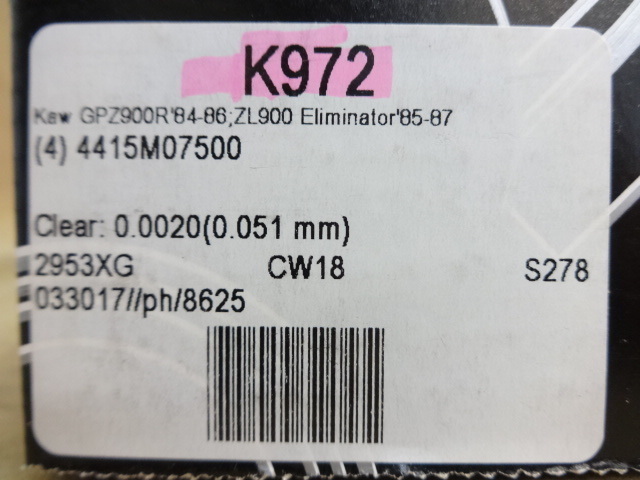 K972
Kaw GPZ900R'84-86;ZL900 Eliminator'85-87
(4) 4415M07500
Clear: 0.0020(0.051 mm)
2953XG CW18 S278
033017//ph/8625